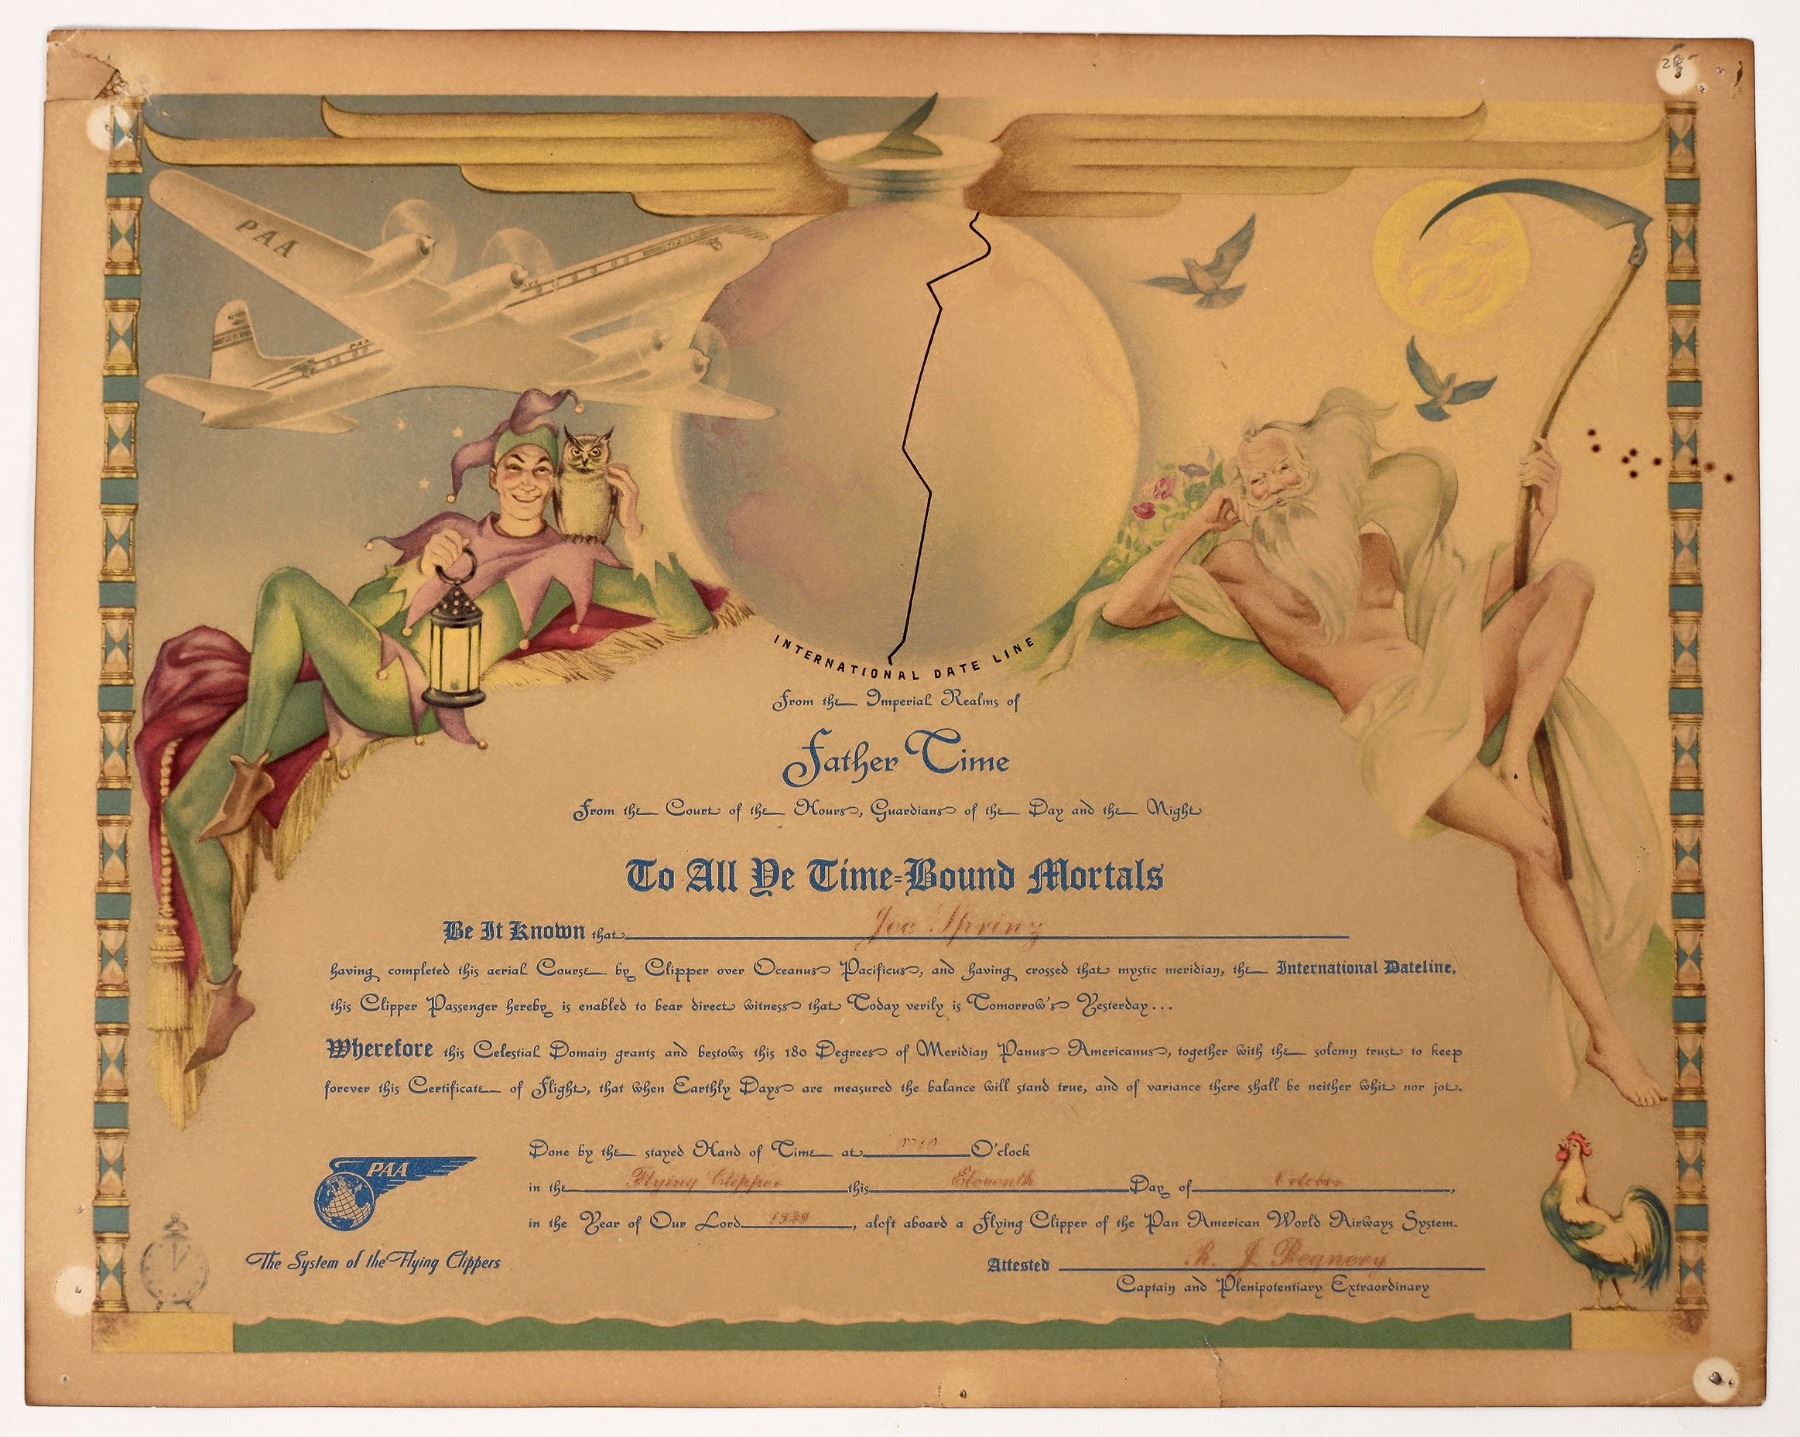 PAA
PAA
INTERNATIONAL DATE LINE
From the Imperial Realms of
Father Time
From the Court of the Hours, Guardians of the Day and the Night
To All Ye Time-Bound Mortals
Be It Known that Joe Sprinz
having completed this aerial Course by Clipper over Oceanus Pacificus, and having crossed that mystic meridian, the International Dateline,
this Clipper Passenger hereby is enabled to bear direct witness that Today verily is Tomorrow's Yesterday...
Wherefore this Celestial Domain grants and bestows this 180 Degrees of Meridian Panus Americanus, together with the solemn trust to keep
forever this Certificate of Flight, that when Earthly Days are measured the balance will stand true, and of variance there shall be neither whit nor jot.
Done by the stayed Hand of Time at O'clock
in the Flying Clipper this Eleventh Day of October,
in the Year of Our Lord, aloft aboard a Flying Clipper of the Pan American World Airways System.
PAA
The System of the Flying Clippers
Attested R. J.
Captain and Plenipotentiary Extraordinary